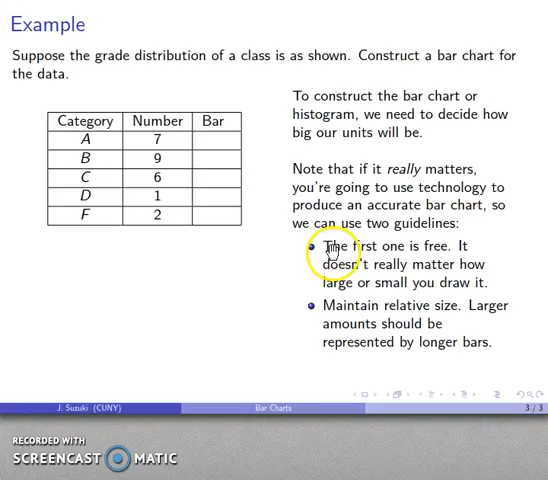 Example
Suppose the grade distribution of a class is as shown. Construct a bar chart for
the data.
To construct the bar chart or
histogram, we need to decide how
big our units will be.
Category Number Bar
A 7
B 9
C 6
D 1
F 2
Note that if it really matters,
you're going to use technology to
produce an accurate bar chart, so
we can use two guidelines:
The first one is free. It
doesn't really matter how
large or small you draw it.
Maintain relative size. Larger
amounts should be
represented by longer bars.
J. Suzuki (CUNY) Bar Charts 3 / 3
RECORDED WITH
SCREENCAST MATIC